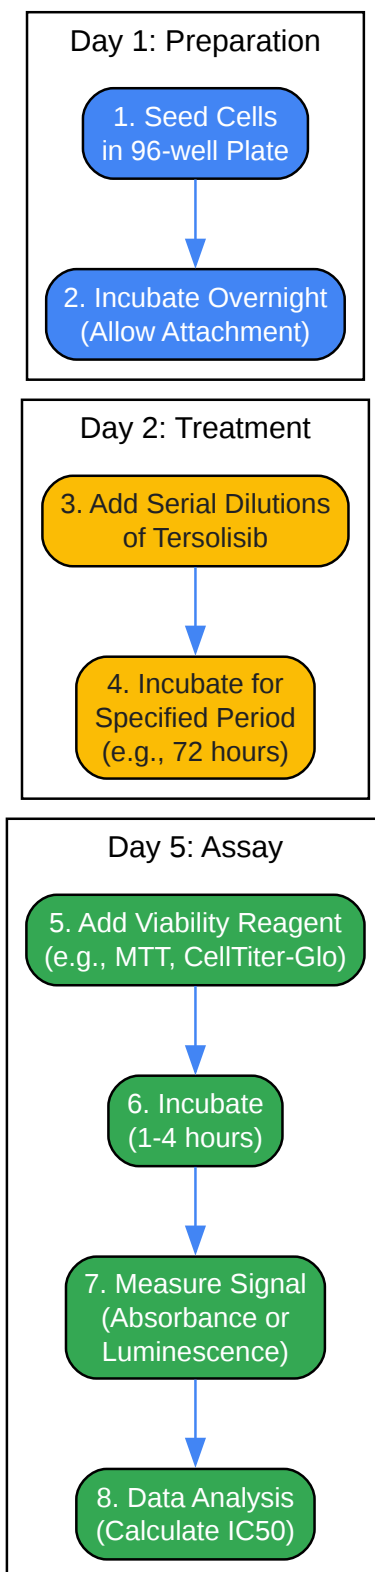 Day 1: Preparation
1. Seed Cells
in 96-well Plate
2. Incubate Overnight
(Allow Attachment)
Day 2: Treatment
3. Add Serial Dilutions
of Tersolisib
4. Incubate for
Specified Period
(e.g., 72 hours)
Day 5: Assay
5. Add Viability Reagent
(e.g., MTT, CellTiter-Glo)
6. Incubate
(1-4 hours)
7. Measure Signal
(Absorbance or
Luminescence)
8. Data Analysis
(Calculate IC50)